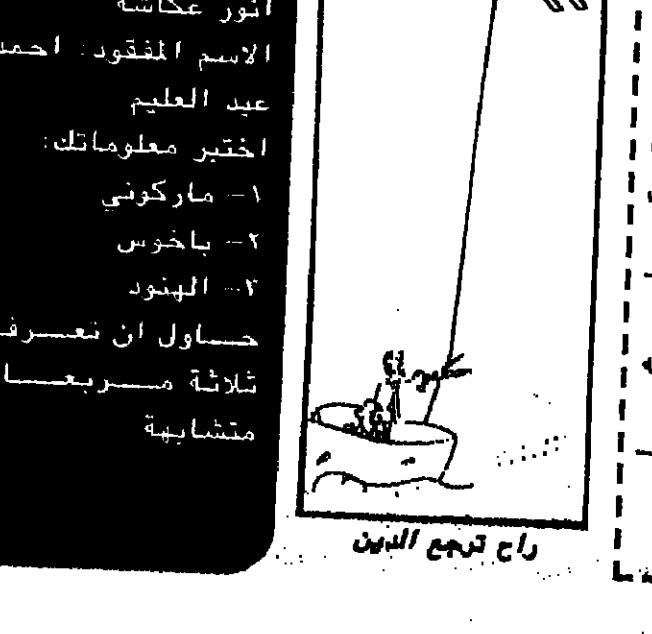 انور عكاشة
الاسم المفقود: احمد
عبد العليم
اختبر معلوماتك:
١- ماركوني
٢- باخوس
٣- الهنود
حاول ان تعرف
ثلاثة مربعا
متشابهة
راح ترجع الدين